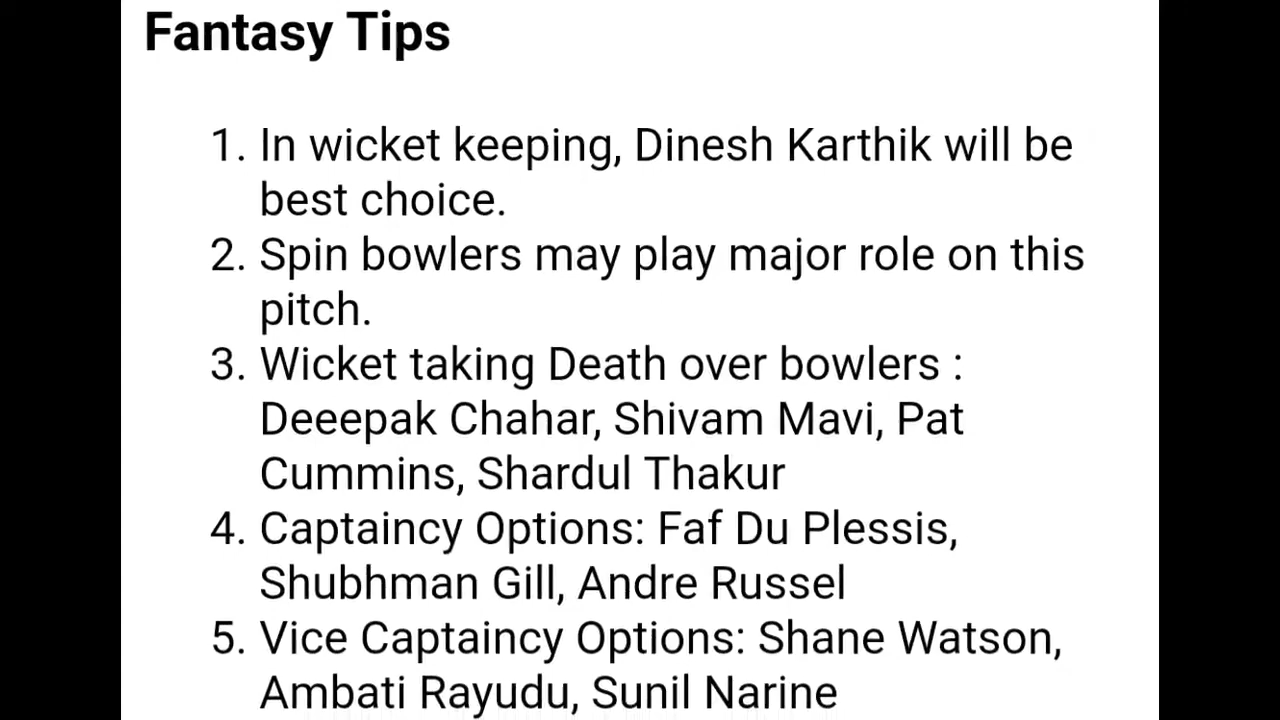 Fantasy Tips
1. In wicket keeping, Dinesh Karthik will be
best choice.
2. Spin bowlers may play major role on this
pitch.
3. Wicket taking Death over bowlers :
Deeepak Chahar, Shivam Mavi, Pat
Cummins, Shardul Thakur
4. Captaincy Options: Faf Du Plessis,
Shubhman Gill, Andre Russel
5. Vice Captaincy Options: Shane Watson,
Ambati Rayudu, Sunil Narine